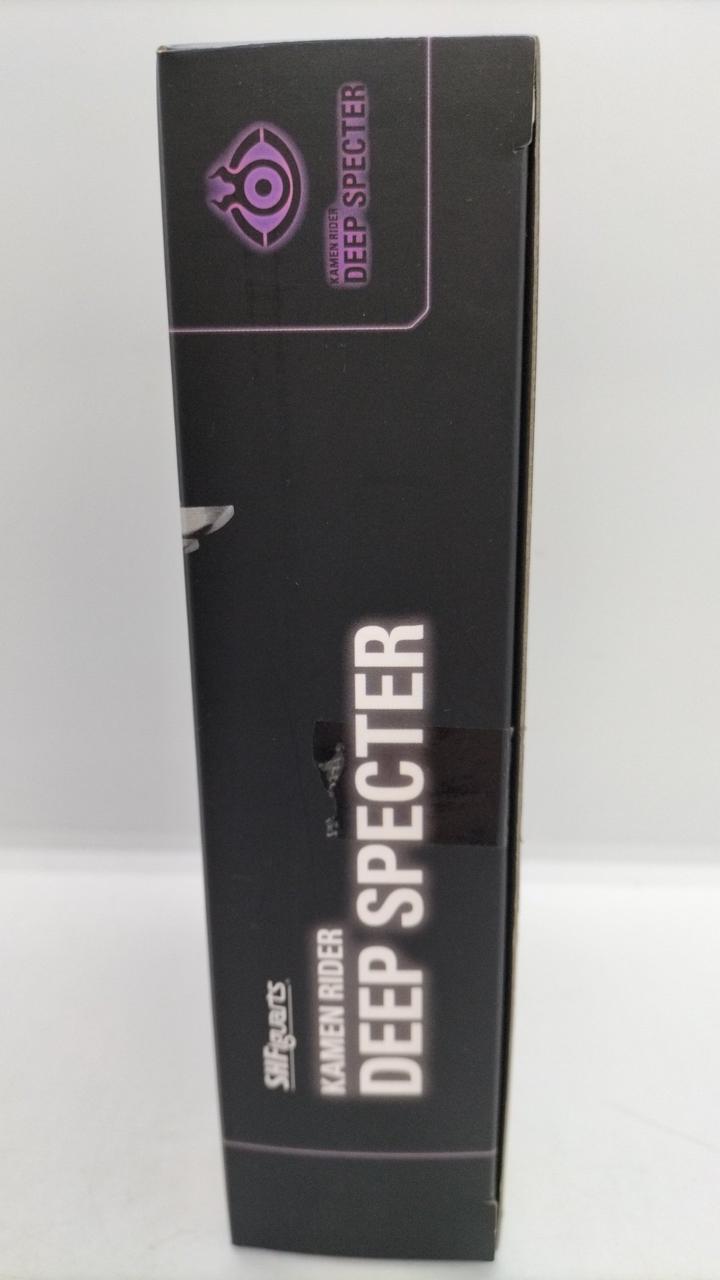 KAMEN RIDER
DEEP SPECTER
S.H.Figuarts
KAMEN RIDER
DEEP SPECTER